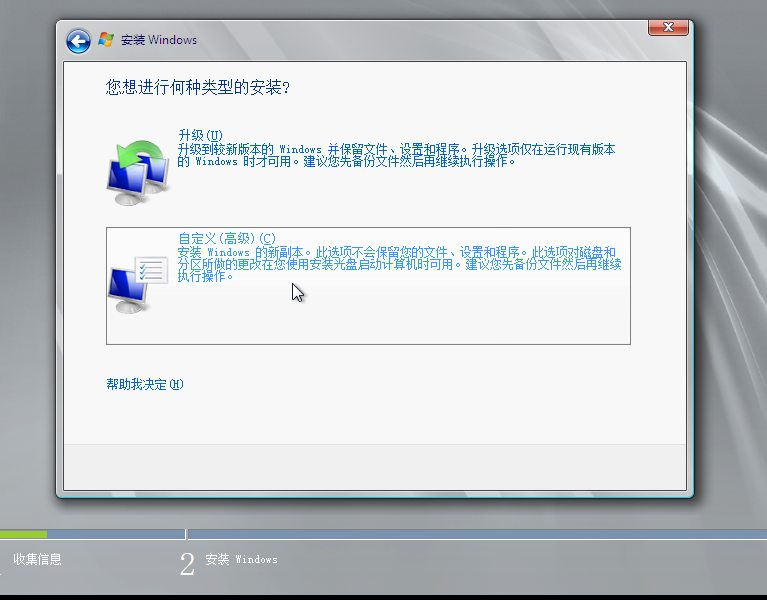 安装 Windows
您想进行何种类型的安装?
升级(U)
升级到较新版本的 Windows 并保留文件、设置和程序。升级选项仅在运行现有版本
的 Windows 时才可用。建议您先备份文件然后再继续执行操作。
自定义(高级)(C)
安装 Windows 的新副本。此选项不会保留您的文件、设置和程序。此选项对磁盘和
分区所做的更改在您使用安装光盘启动计算机时可用。建议您先备份文件然后再继续
执行操作。
帮助我决定(H)
收集信息
2 安装 Windows